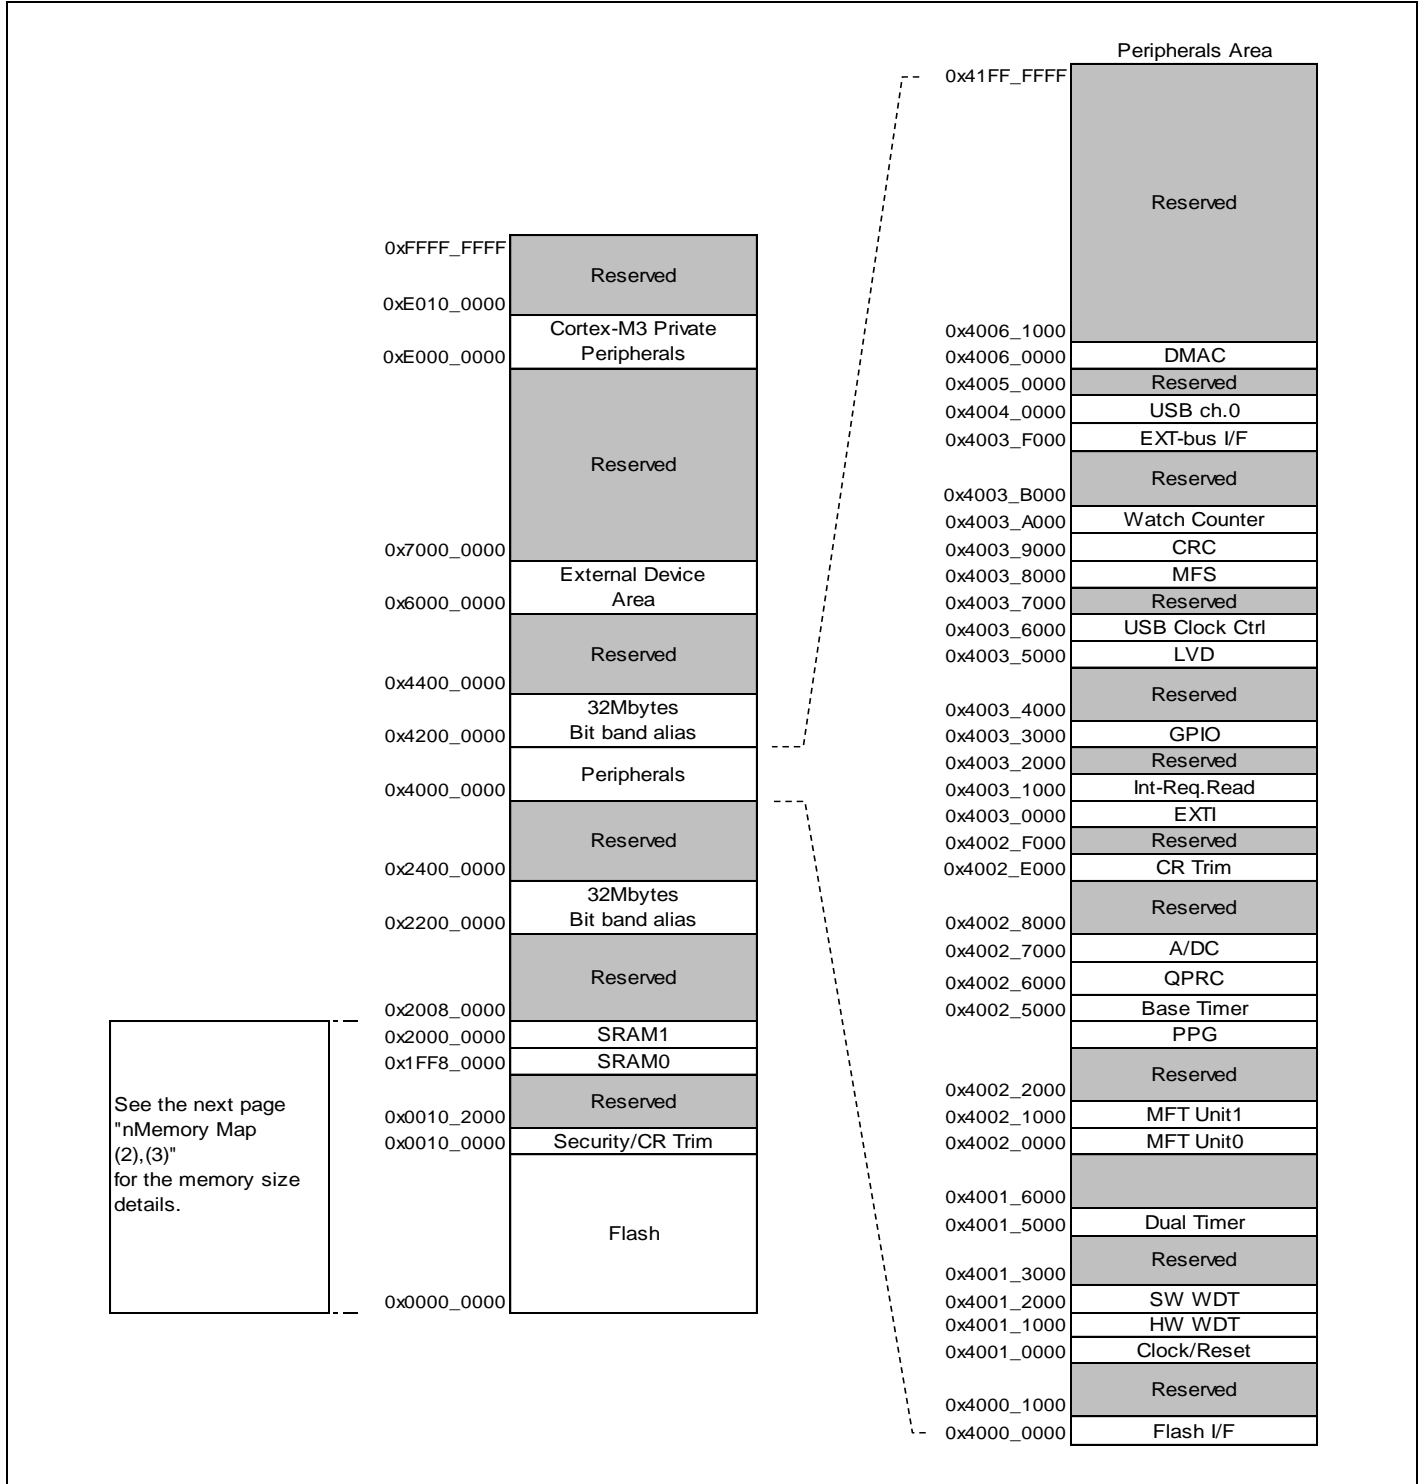 Peripherals Area
0x41FF_FFFF
Reserved
0x4006_1000
0x4006_0000 DMAC
0x4005_0000 Reserved
0x4004_0000 USB ch.0
0x4003_F000 EXT-bus I/F
Reserved
0x4003_B000
0x4003_A000 Watch Counter
0x4003_9000 CRC
0x4003_8000 MFS
0x4003_7000 Reserved
0x4003_6000 USB Clock Ctrl
0x4003_5000 LVD
Reserved
0x4003_4000
0x4003_3000 GPIO
0x4003_2000 Reserved
0x4003_1000 Int-Req.Read
0x4003_0000 EXTI
0x4002_F000 Reserved
0x4002_E000 CR Trim
Reserved
0x4002_8000
0x4002_7000 A/DC
0x4002_6000 QPRC
0x4002_5000 Base Timer
PPG
Reserved
0x4002_2000
0x4002_1000 MFT Unit1
0x4002_0000 MFT Unit0
0x4001_6000
0x4001_5000 Dual Timer
Reserved
0x4001_3000
0x4001_2000 SW WDT
0x4001_1000 HW WDT
0x4001_0000 Clock/Reset
Reserved
0x4000_1000
0x4000_0000 Flash I/F
0xFFFF_FFFF
Reserved
0xE010_0000
Cortex-M3 Private
0xE000_0000 Peripherals
Reserved
0x7000_0000
External Device
0x6000_0000 Area
Reserved
0x4400_0000
32Mbytes
0x4200_0000 Bit band alias
Peripherals
0x4000_0000
Reserved
0x2400_0000
32Mbytes
0x2200_0000 Bit band alias
Reserved
0x2008_0000
0x2000_0000 SRAM1
0x1FF8_0000 SRAM0
Reserved
0x0010_2000
0x0010_0000 Security/CR Trim
Flash
0x0000_0000
See the next page
"nMemory Map
(2),(3)"
for the memory size
details.